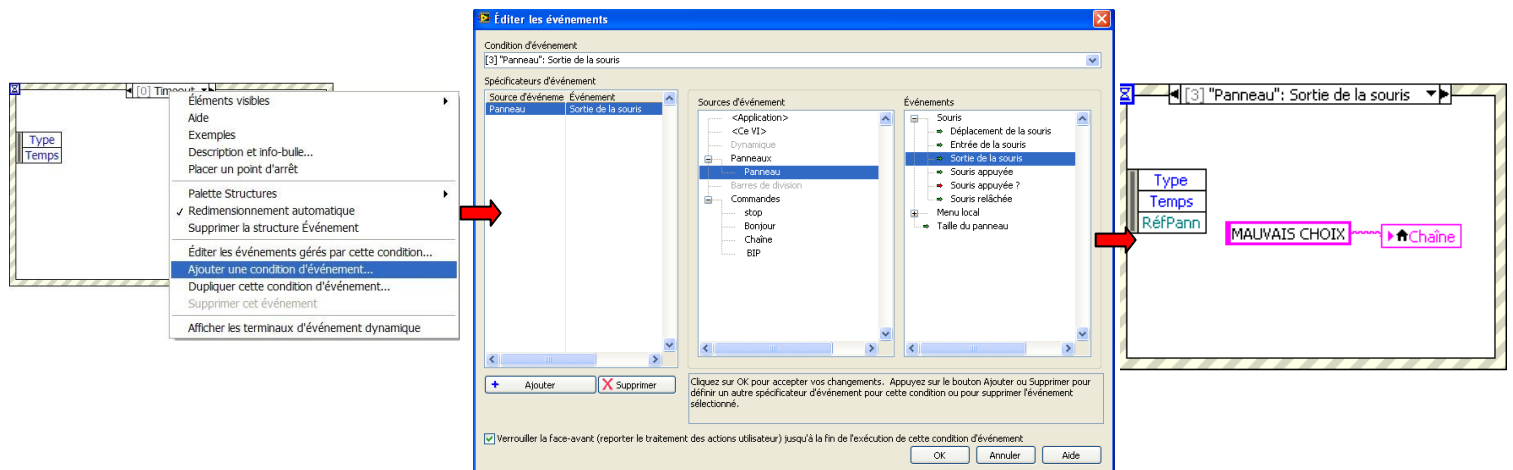 [0] Timeout
Type
Temps
Éléments visibles
Aide
Exemples
Description et info-bulle...
Placer un point d'arrêt
Palette Structures
✓ Redimensionnement automatique
Supprimer la structure Événement
Éditer les événements gérés par cette condition...
Ajouter une condition d'événement...
Dupliquer cette condition d'événement...
Supprimer cet événement
Afficher les terminaux d'événement dynamique
Éditer les événements
Condition d'événement
[3] "Panneau": Sortie de la souris
Spécificateurs d'événement
Source d'événeme Événement
Panneau Sortie de la souris
+ Ajouter
X Supprimer
Sources d'événement
<Application>
<Ce VI>
Dynamique
Panneaux
Panneau
Barres de division
Commandes
stop
Bonjour
Chaîne
BIP
Événements
Souris
Déplacement de la souris
Entrée de la souris
Sortie de la souris
Souris appuyée
Souris appuyée ?
Souris relâchée
Menu local
Taille du panneau
Cliquez sur OK pour accepter vos changements. Appuyez sur le bouton Ajouter ou Supprimer pour
définir un autre spécificateur d'événement pour cette condition ou pour supprimer l'événement
sélectionné.
Verrouiller la face-avant (reporter le traitement des actions utilisateur) jusqu'à la fin de l'exécution de cette condition d'événement
OK Annuler Aide
[3] "Panneau": Sortie de la souris
Type
Temps
RéfPann
MAUVAIS CHOIX
Chaîne